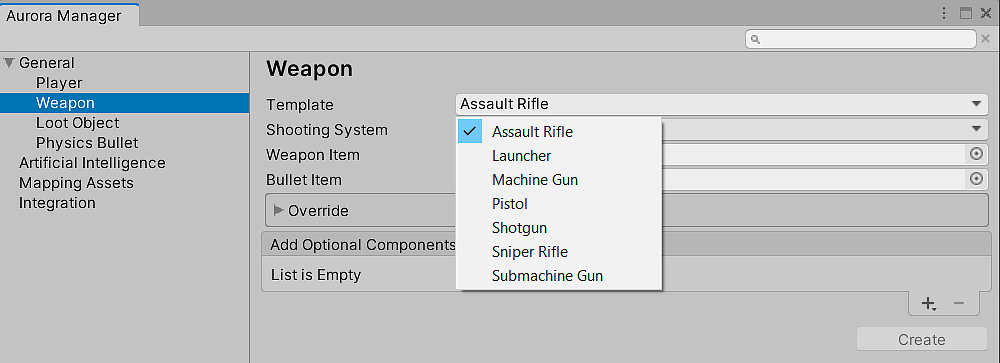 Aurora Manager
General
Player
Weapon
Loot Object
Physics Bullet
Artificial Intelligence
Mapping Assets
Integration
Weapon
Template Assault Rifle
Shooting System
Weapon Item
Bullet Item
Override
Add Optional Components
List is Empty
Assault Rifle
Launcher
Machine Gun
Pistol
Shotgun
Sniper Rifle
Submachine Gun
Create